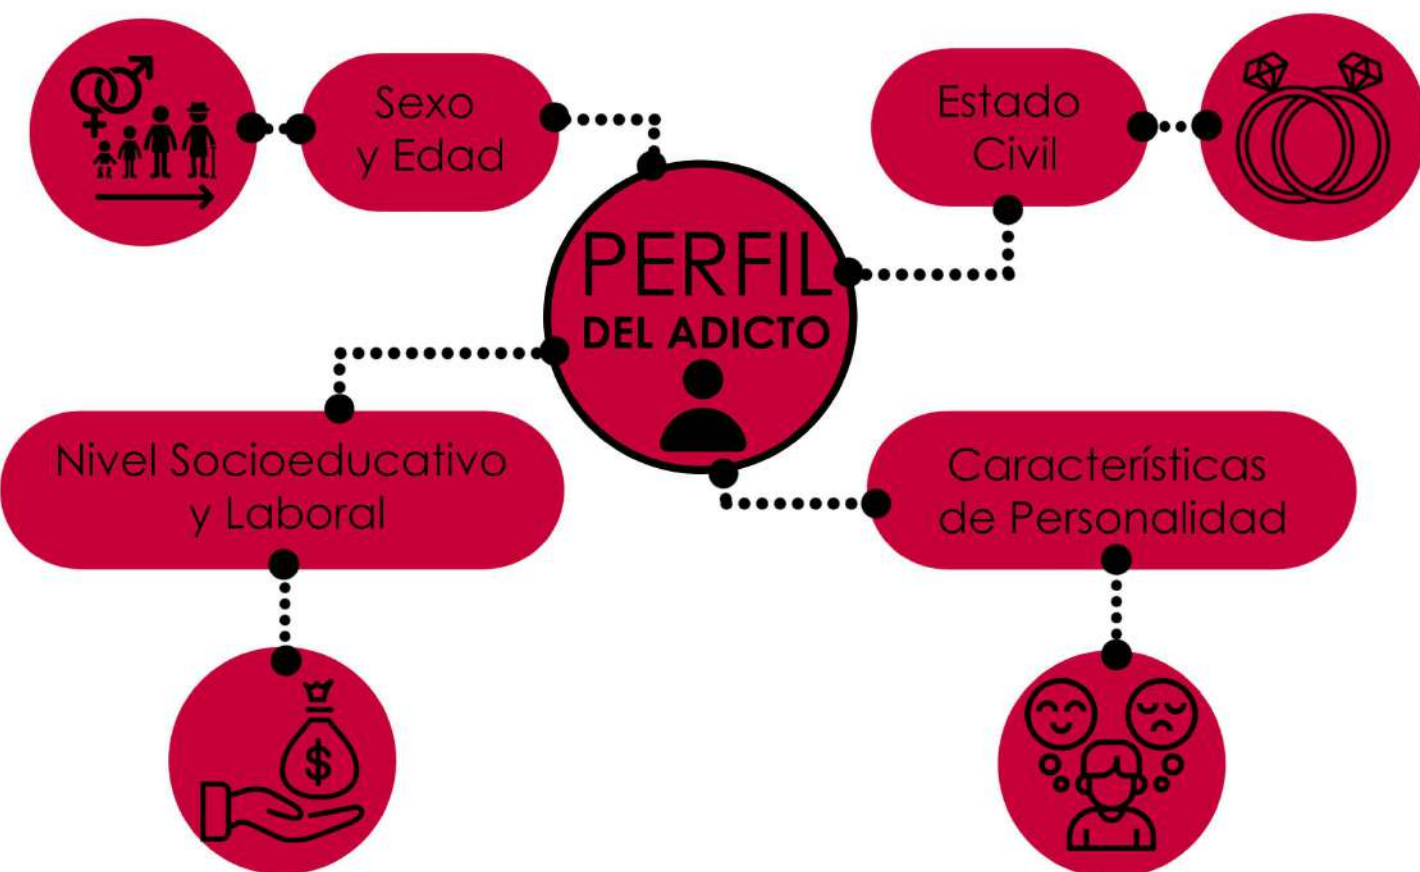 Sexo
y Edad
Estado
Civil
PERFIL
DEL ADICTO
Nivel Socioeducativo
y Laboral
Características
de Personalidad
$